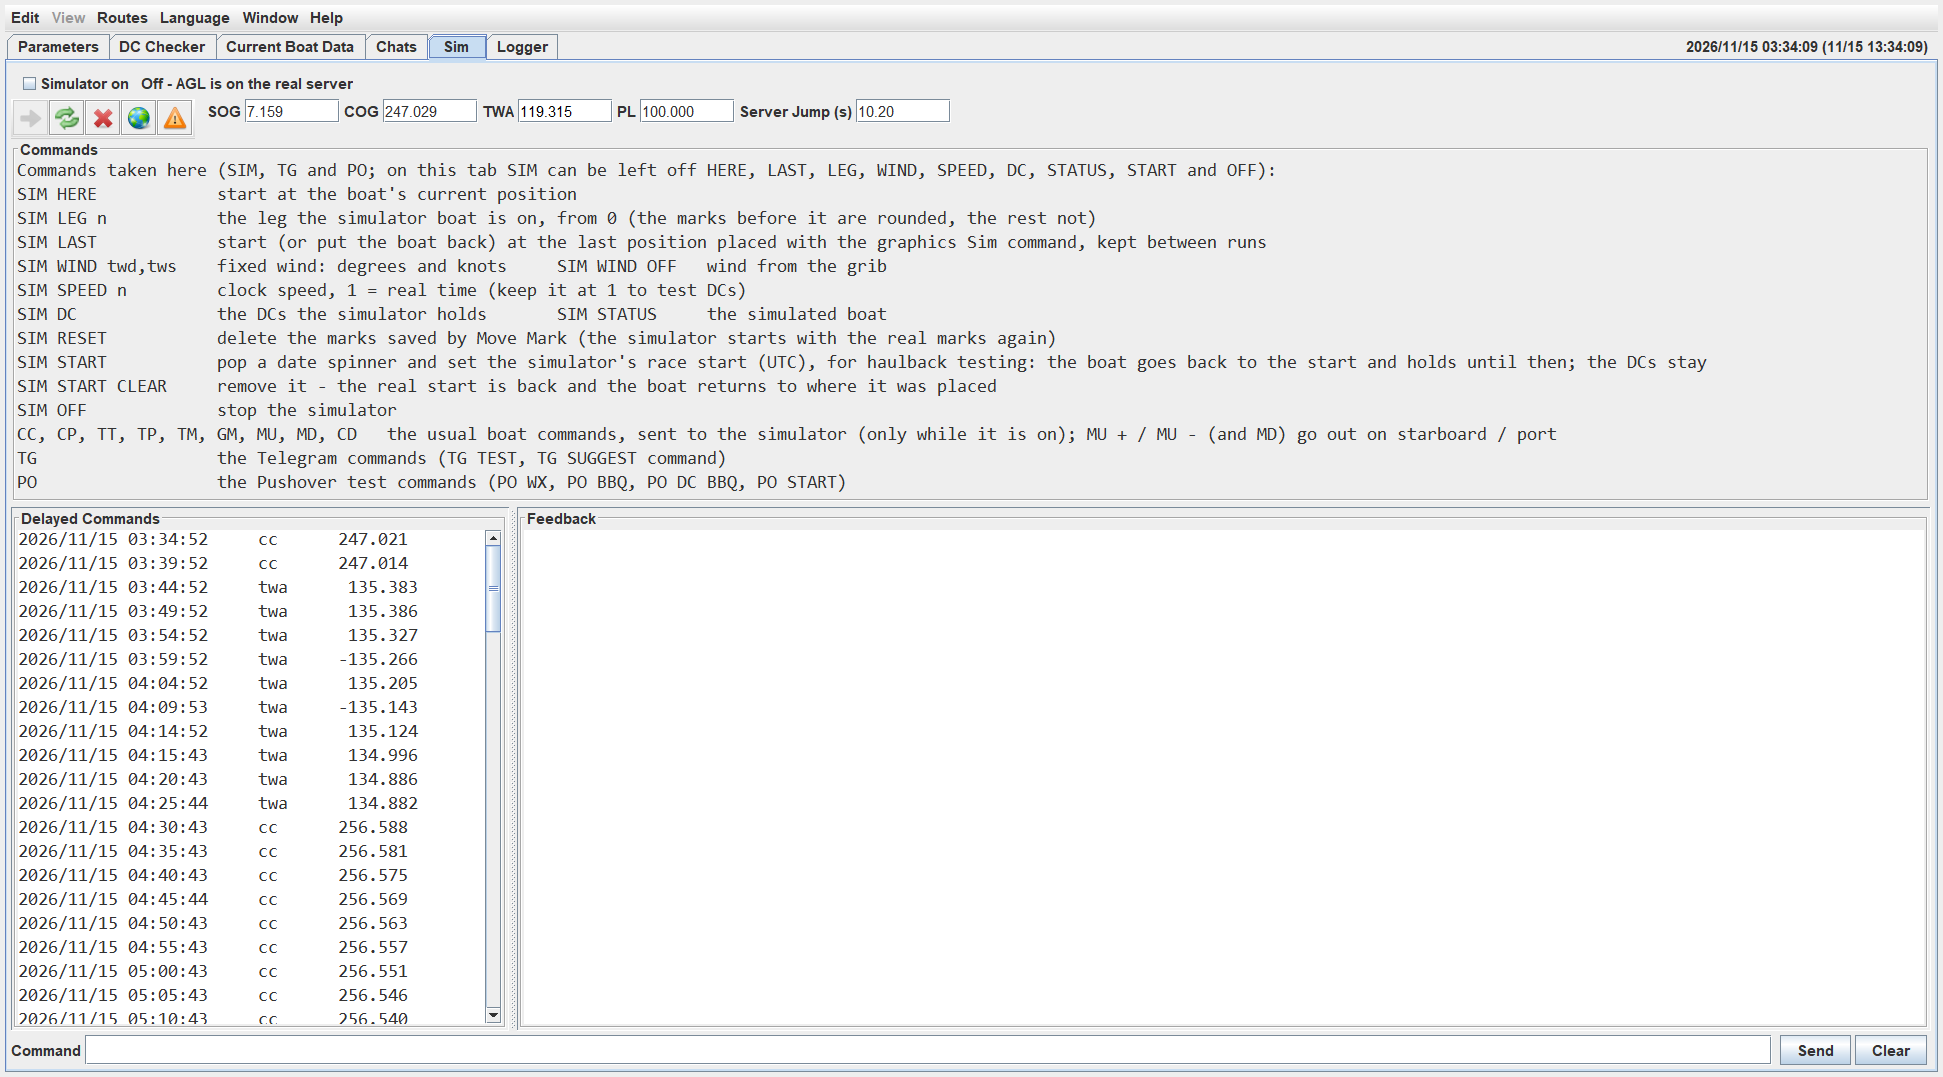 Edit View Routes Language Window Help
Parameters DC Checker Current Boat Data Chats Sim Logger 2026/11/15 03:34:09 (11/15 13:34:09)
Simulator on Off - AGL is on the real server
SOG 7.159 COG 247.029 TWA 119.315 PL 100.000 Server Jump (s) 10.20
Commands
Commands taken here (SIM, TG and PO; on this tab SIM can be left off HERE, LAST, LEG, WIND, SPEED, DC, STATUS, START and OFF):
SIM HERE start at the boat's current position
SIM LEG n the leg the simulator boat is on, from 0 (the marks before it are rounded, the rest not)
SIM LAST start (or put the boat back) at the last position placed with the graphics Sim command, kept between runs
SIM WIND twd,tws fixed wind: degrees and knots SIM WIND OFF wind from the grib
SIM SPEED n clock speed, 1 = real time (keep it at 1 to test DCs)
SIM DC the DCs the simulator holds SIM STATUS the simulated boat
SIM RESET delete the marks saved by Move Mark (the simulator starts with the real marks again)
SIM START pop a date spinner and set the simulator's race start (UTC), for haulback testing: the boat goes back to the start and holds until then; the DCs stay
SIM START CLEAR remove it - the real start is back and the boat returns to where it was placed
SIM OFF stop the simulator
CC, CP, TT, TP, TM, GM, MU, MD, CD the usual boat commands, sent to the simulator (only while it is on); MU + / MU - (and MD) go out on starboard / port
TG the Telegram commands (TG TEST, TG SUGGEST command)
PO the Pushover test commands (PO WX, PO BBQ, PO DC BBQ, PO START)
Delayed Commands
2026/11/15 03:34:52 cc 247.021
2026/11/15 03:39:52 cc 247.014
2026/11/15 03:44:52 twa 135.383
2026/11/15 03:49:52 twa 135.386
2026/11/15 03:54:52 twa 135.327
2026/11/15 03:59:52 twa -135.266
2026/11/15 04:04:52 twa 135.205
2026/11/15 04:09:53 twa -135.143
2026/11/15 04:14:52 twa 135.124
2026/11/15 04:15:43 twa 134.996
2026/11/15 04:20:43 twa 134.886
2026/11/15 04:25:44 twa 134.882
2026/11/15 04:30:43 cc 256.588
2026/11/15 04:35:43 cc 256.581
2026/11/15 04:40:43 cc 256.575
2026/11/15 04:45:44 cc 256.569
2026/11/15 04:50:43 cc 256.563
2026/11/15 04:55:43 cc 256.557
2026/11/15 05:00:43 cc 256.551
2026/11/15 05:05:43 cc 256.546
2026/11/15 05:10:43 cc 256.540
Feedback
Command Send Clear